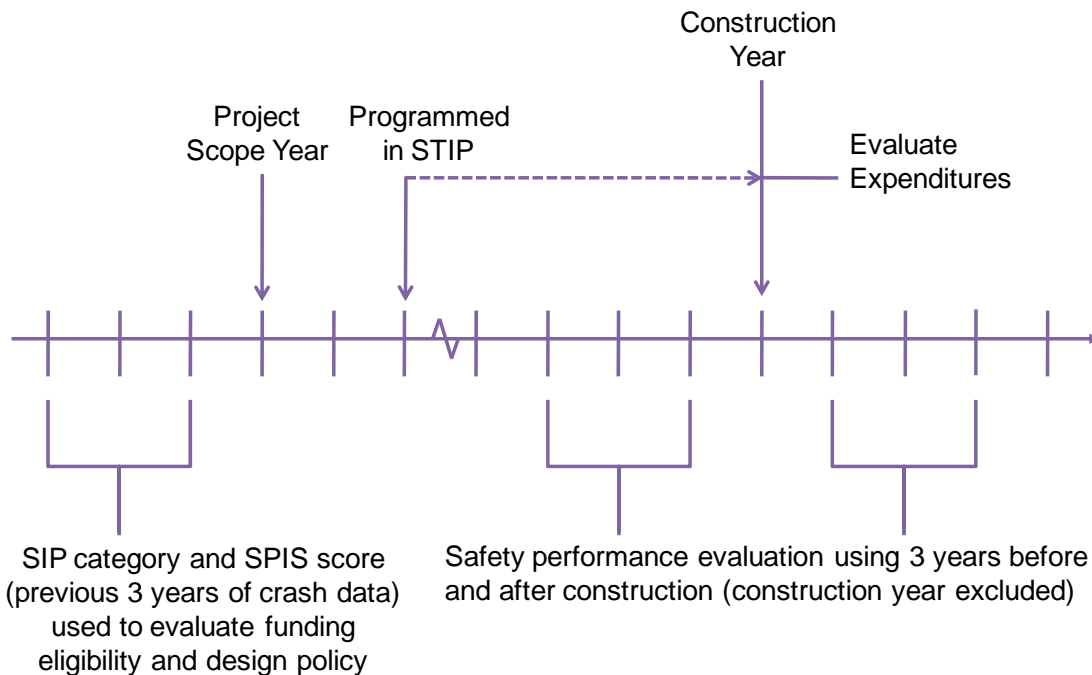 Construction
Year
Project
Scope Year
Programmed
in STIP
Evaluate
Expenditures
SIP category and SPIS score
(previous 3 years of crash data)
used to evaluate funding
eligibility and design policy
Safety performance evaluation using 3 years before
and after construction (construction year excluded)